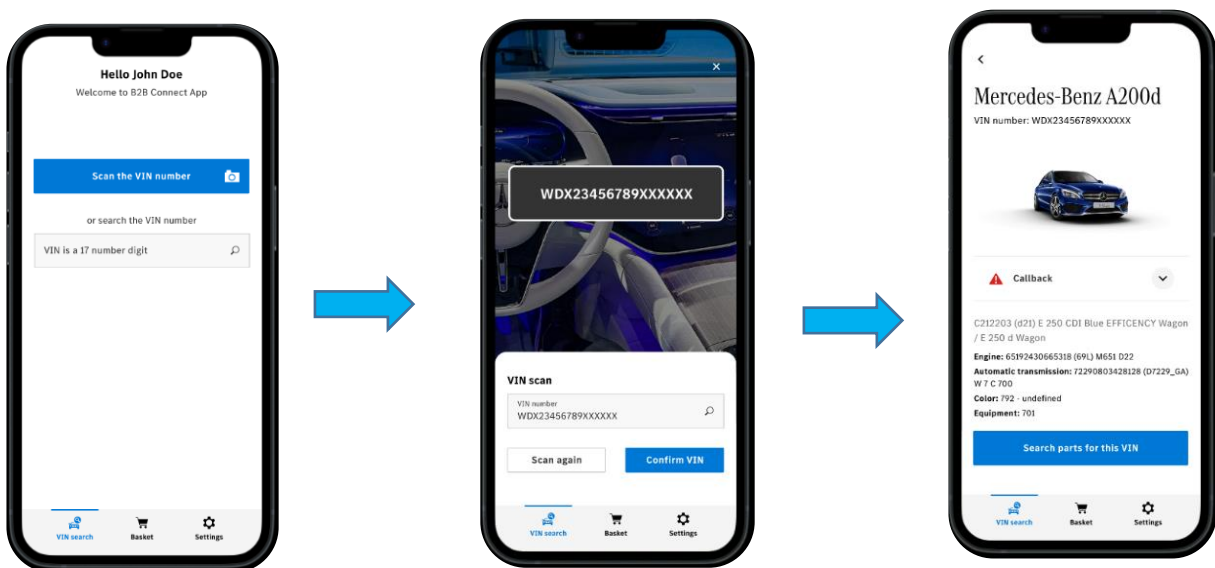 Hello John Doe
Welcome to B2B Connect App
Scan the VIN number
or search the VIN number
VIN is a 17 number digit
VIN search
Basket
Settings
WDX23456789XXXXXX
VIN scan
VIN number
WDX23456789XXXXXX
Scan again
Confirm VIN
VIN search
Basket
Settings
Mercedes-Benz A200d
VIN number: WDX23456789XXXXXX
Callback
C212203 (d21) E 250 CDI Blue EFFICENCY Wagon
/ E 250 d Wagon
Engine: 65192430665318 (69L) M651 D22
Automatic transmission: 72290803428128 (D7229_GA)
W 7 C 700
Color: 792 - undefined
Equipment: 701
Search parts for this VIN
VIN search
Basket
Settings